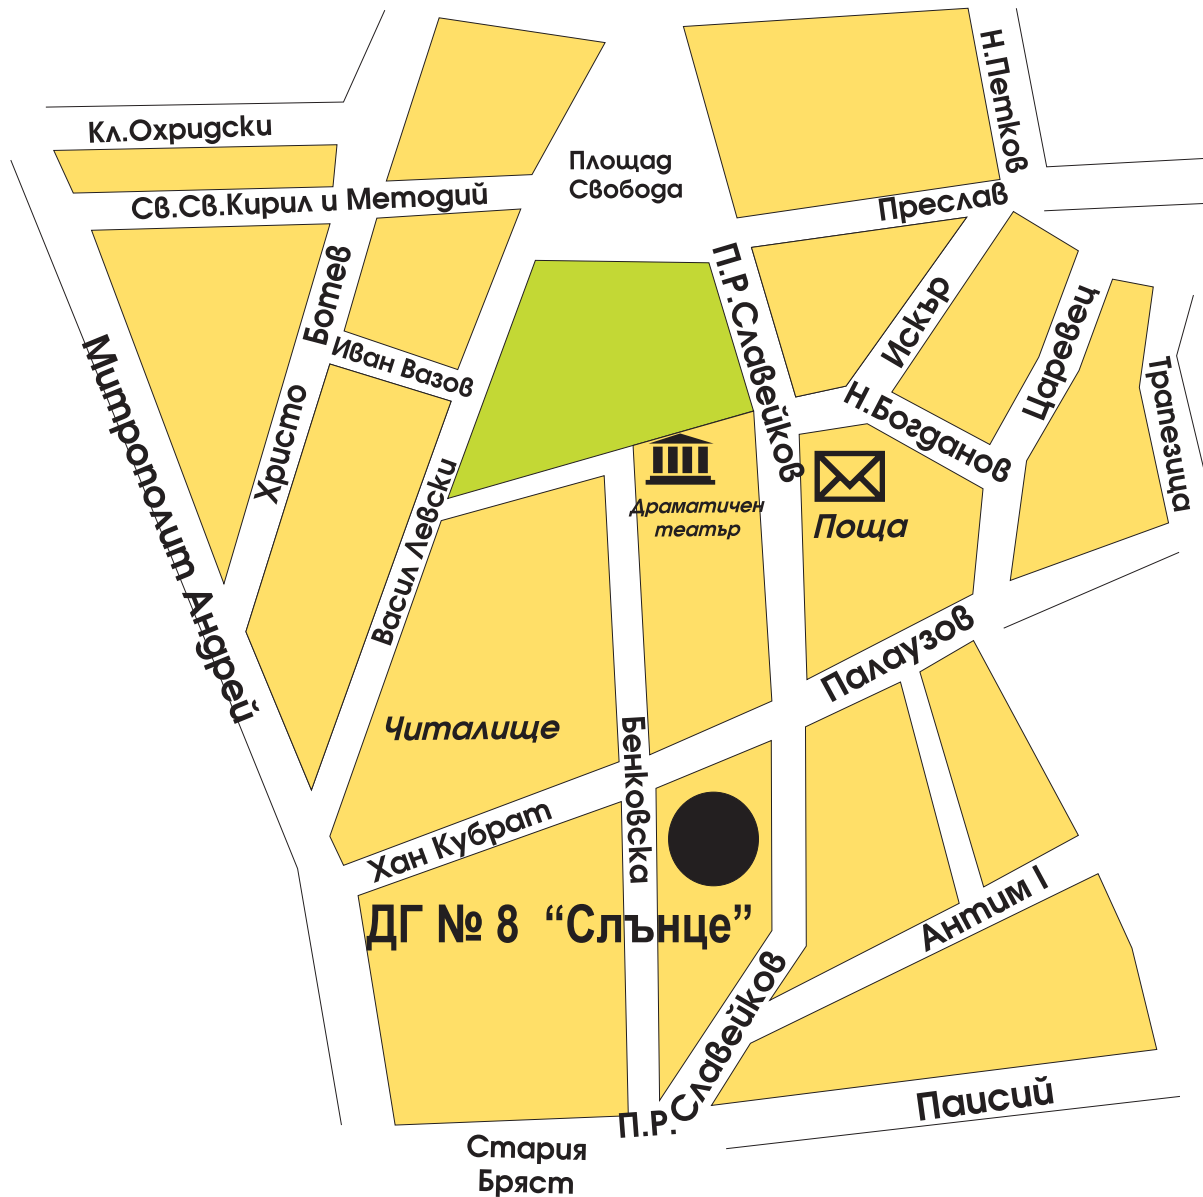 Н.Петков
Кл.Охридски
Площад
Свобода
Св.Св.Кирил и Методий
Преслав
П.Р.Славейков
Христо Ботев
Иван Вазов
Искър
Царевец
Трапезица
Митрополит Андрей
Н.Богданов
Васил Левски
Драматичен
театър
Поща
Палаузов
Читалище
Бенковска
Хан Кубрат
ДГ № 8 “Слънце”
Антим I
П.Р.Славейков
Паисий
Стария
Бряст